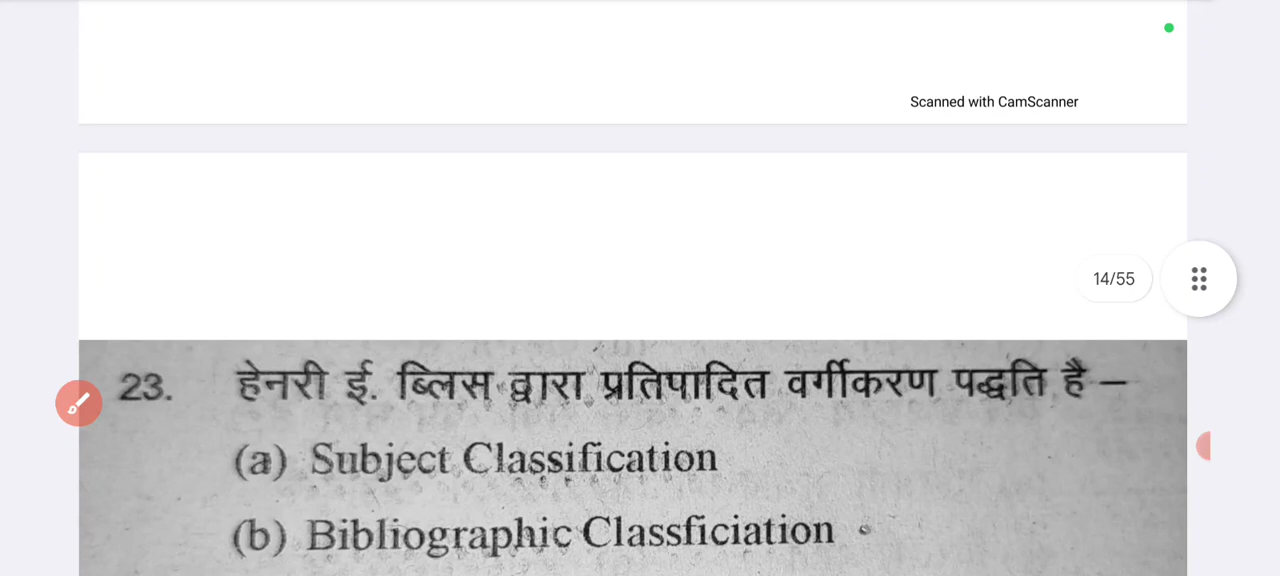 Scanned with CamScanner
14/55
23. हेनरी ई. ब्लिस द्वारा प्रतिपादित वर्गीकरण पद्धति है –
(a) Subject Classification
(b) Bibliographic Classficiation